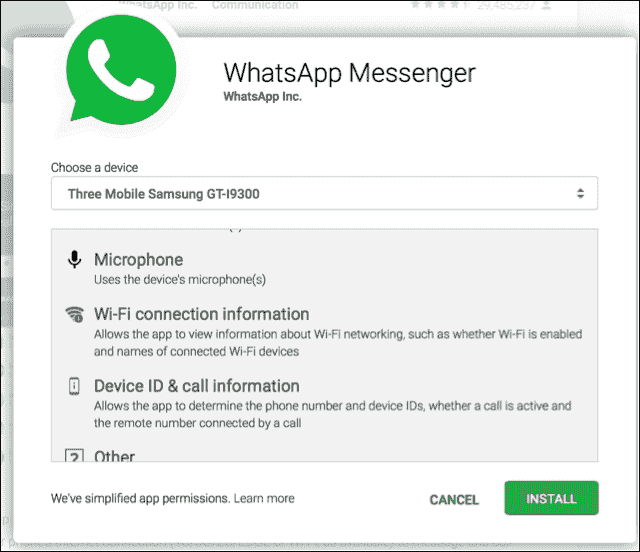 WhatsApp Inc. Communication 29,485,237
WhatsApp Messenger
WhatsApp Inc.
Choose a device
Three Mobile Samsung GT-I9300
Microphone
Uses the device's microphone(s)
Wi-Fi connection information
Allows the app to view information about Wi-Fi networking, such as whether Wi-Fi is enabled
and names of connected Wi-Fi devices
Device ID & call information
Allows the app to determine the phone number and device IDs, whether a call is active and
the remote number connected by a call
Other
We've simplified app permissions. Learn more
CANCEL INSTALL